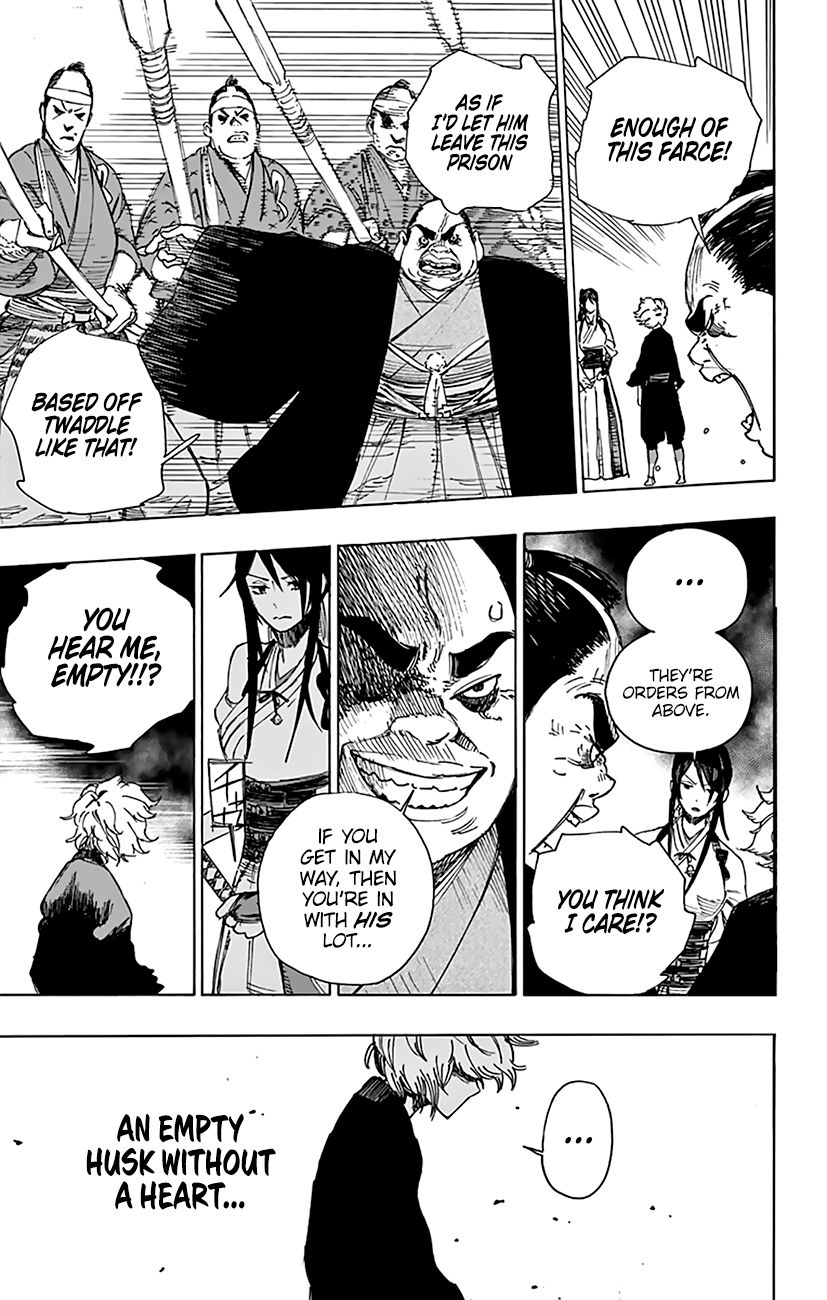 ENOUGH OF
THIS FARCE!
AS IF
I'D LET HIM
LEAVE THIS
PRISON
BASED OFF
TWADDLE
LIKE THAT!
...
THEY'RE
ORDERS FROM
ABOVE.
YOU THINK
I CARE!?
IF YOU
GET IN MY
WAY, THEN
YOU'RE IN
WITH HIS
LOT...
YOU
HEAR ME,
EMPTY!!?
...
AN EMPTY
HUSK WITHOUT
A HEART...